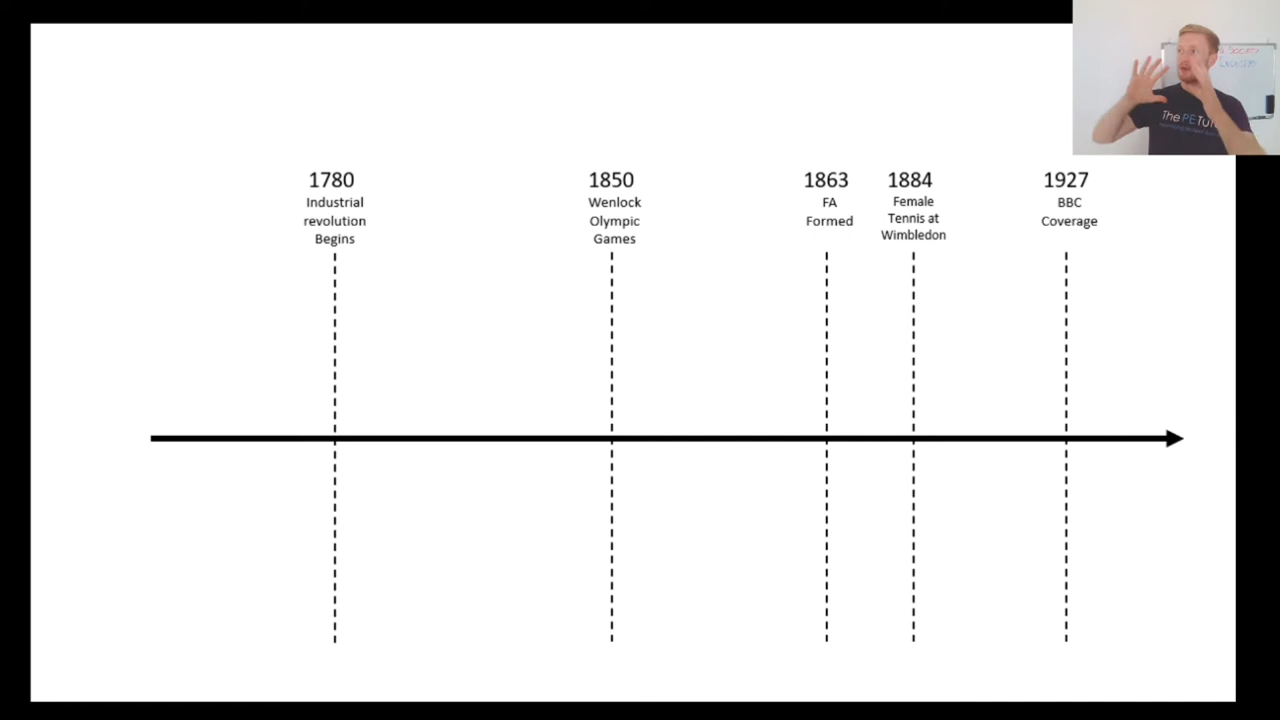 1780
Industrial
revolution
Begins
1850
Wenlock
Olympic
Games
1863
FA
Formed
1884
Female
Tennis at
Wimbledon
1927
BBC
Coverage
The PE